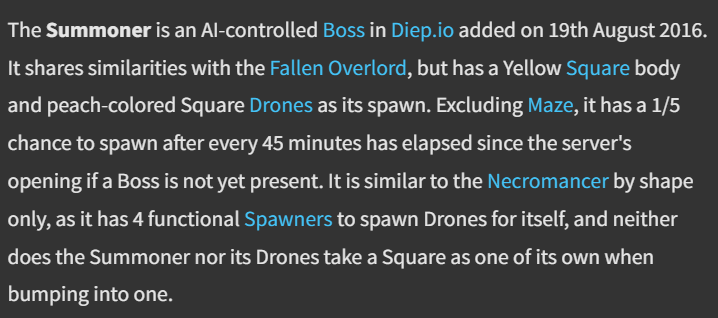 The Summoner is an AI-controlled Boss in Diep.io added on 19th August 2016.
It shares similarities with the Fallen Overlord, but has a Yellow Square body
and peach-colored Square Drones as its spawn. Excluding Maze, it has a 1/5
chance to spawn after every 45 minutes has elapsed since the server's
opening if a Boss is not yet present. It is similar to the Necromancer by shape
only, as it has 4 functional Spawners to spawn Drones for itself, and neither
does the Summoner nor its Drones take a Square as one of its own when
bumping into one.